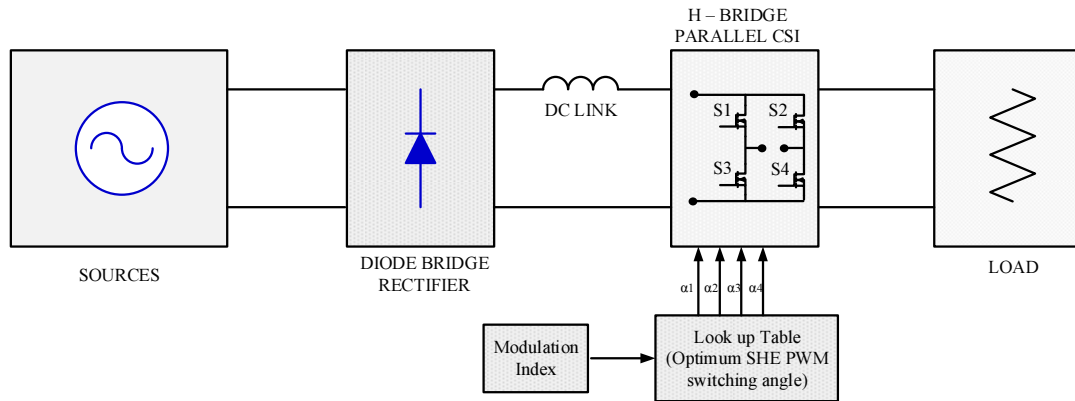 H – BRIDGE
PARALLEL CSI
DC LINK
S1
S2
S3
S4
SOURCES
DIODE BRIDGE
RECTIFIER
LOAD
α1
α2
α3
α4
Modulation
Index
Look up Table
(Optimum SHE PWM
switching angle)